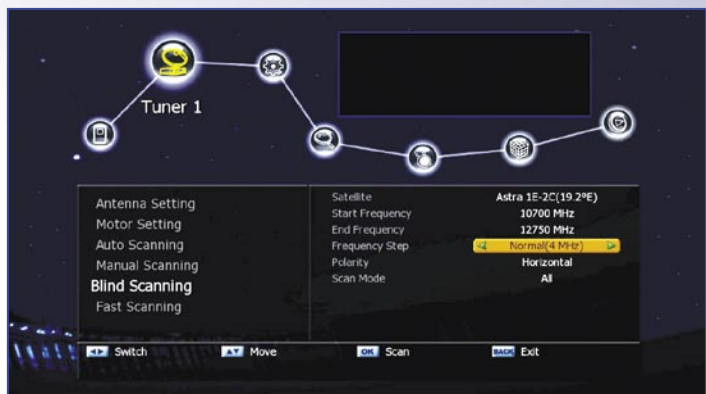 Tuner 1
Antenna Setting
Motor Setting
Auto Scanning
Manual Scanning
Blind Scanning
Fast Scanning
Satellite Astra 1E-2C(19.2ºE)
Start Frequency 10700 MHz
End Frequency 12750 MHz
Frequency Step Normal(4 MHz)
Polarity Horizontal
Scan Mode All
Switch Move OK Scan BACK Exit